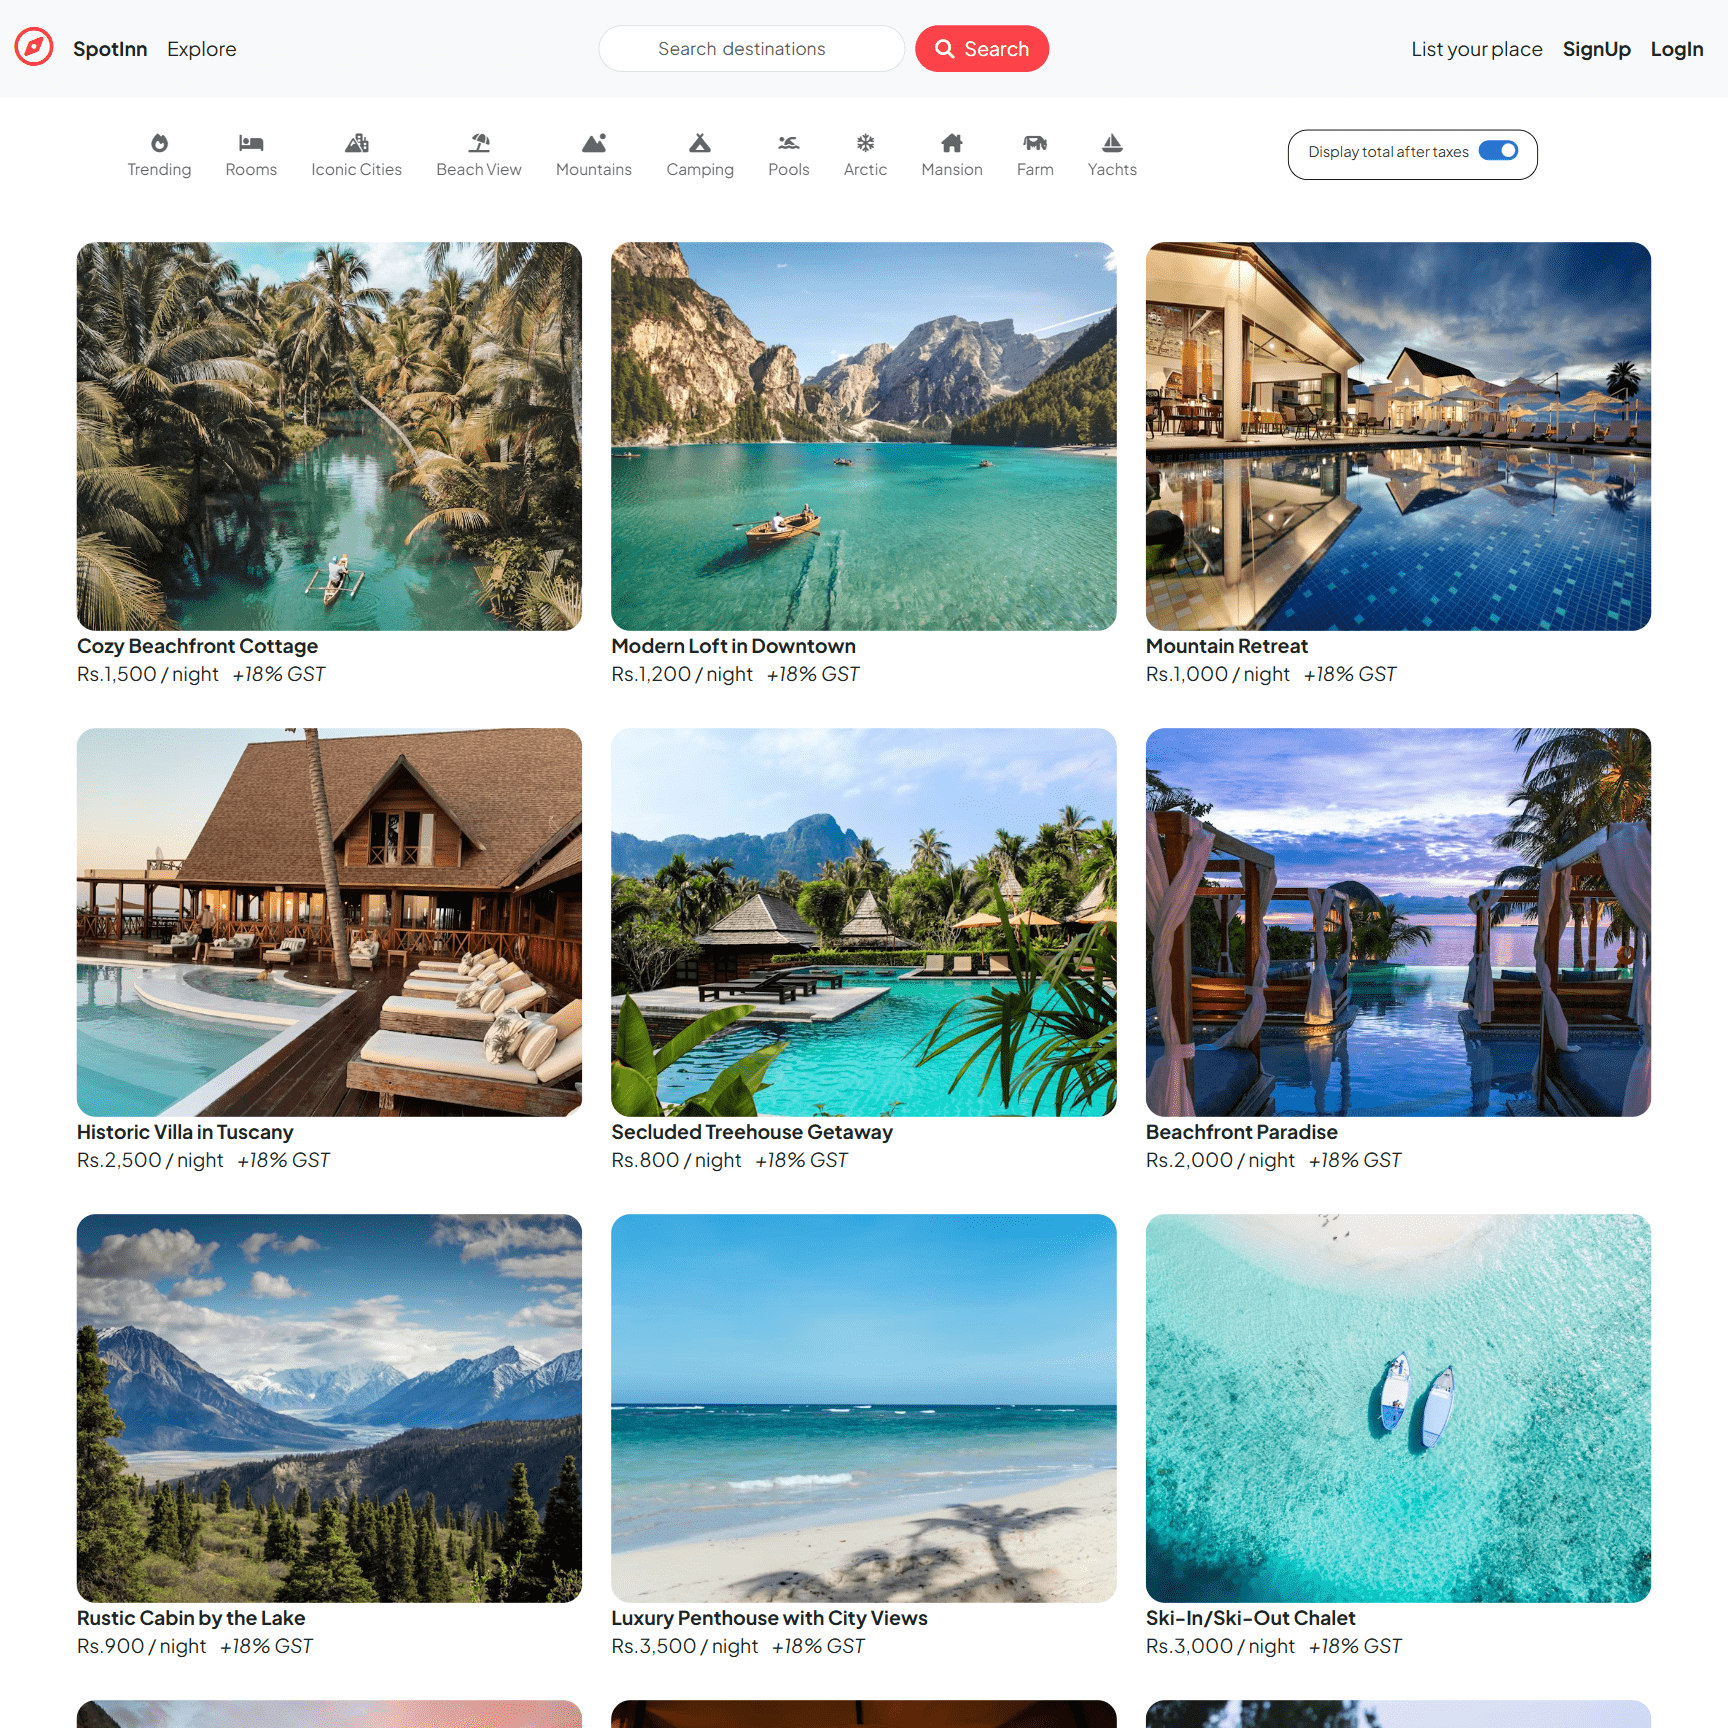 SpotInn Explore Search destinations Search List your place SignUp LogIn
Trending Rooms Iconic Cities Beach View Mountains Camping Pools Arctic Mansion Farm Yachts Display total after taxes
Cozy Beachfront Cottage
Rs.1,500 / night +18% GST
Modern Loft in Downtown
Rs.1,200 / night +18% GST
Mountain Retreat
Rs.1,000 / night +18% GST
Historic Villa in Tuscany
Rs.2,500 / night +18% GST
Secluded Treehouse Getaway
Rs.800 / night +18% GST
Beachfront Paradise
Rs.2,000 / night +18% GST
Rustic Cabin by the Lake
Rs.900 / night +18% GST
Luxury Penthouse with City Views
Rs.3,500 / night +18% GST
Ski-In/Ski-Out Chalet
Rs.3,000 / night +18% GST